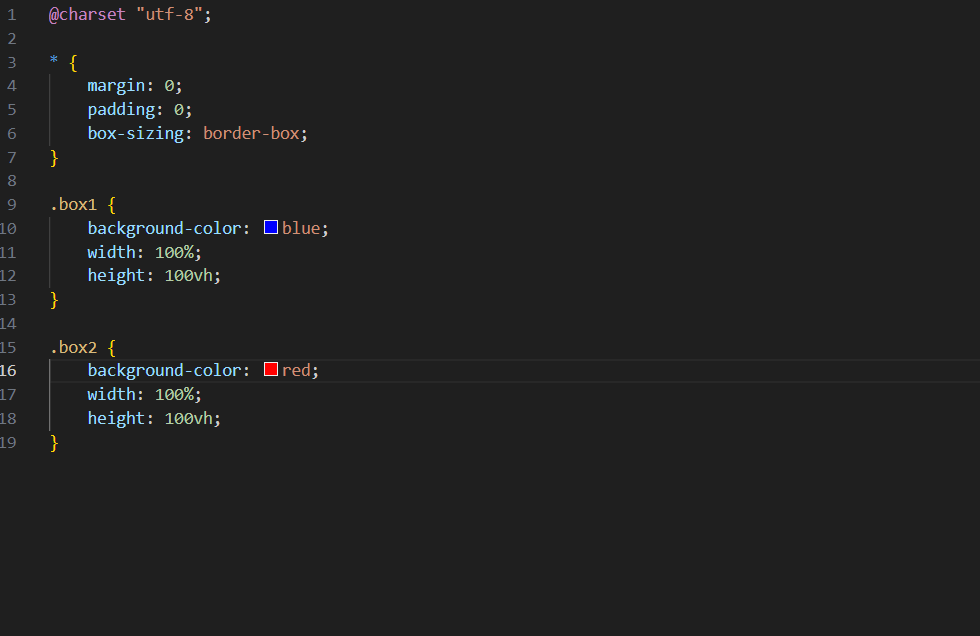 1 @charset "utf-8";
2
3 * {
4     margin: 0;
5     padding: 0;
6     box-sizing: border-box;
7 }
8
9 .box1 {
10     background-color: blue;
11     width: 100%;
12     height: 100vh;
13 }
14
15 .box2 {
16     background-color: red;
17     width: 100%;
18     height: 100vh;
19 }